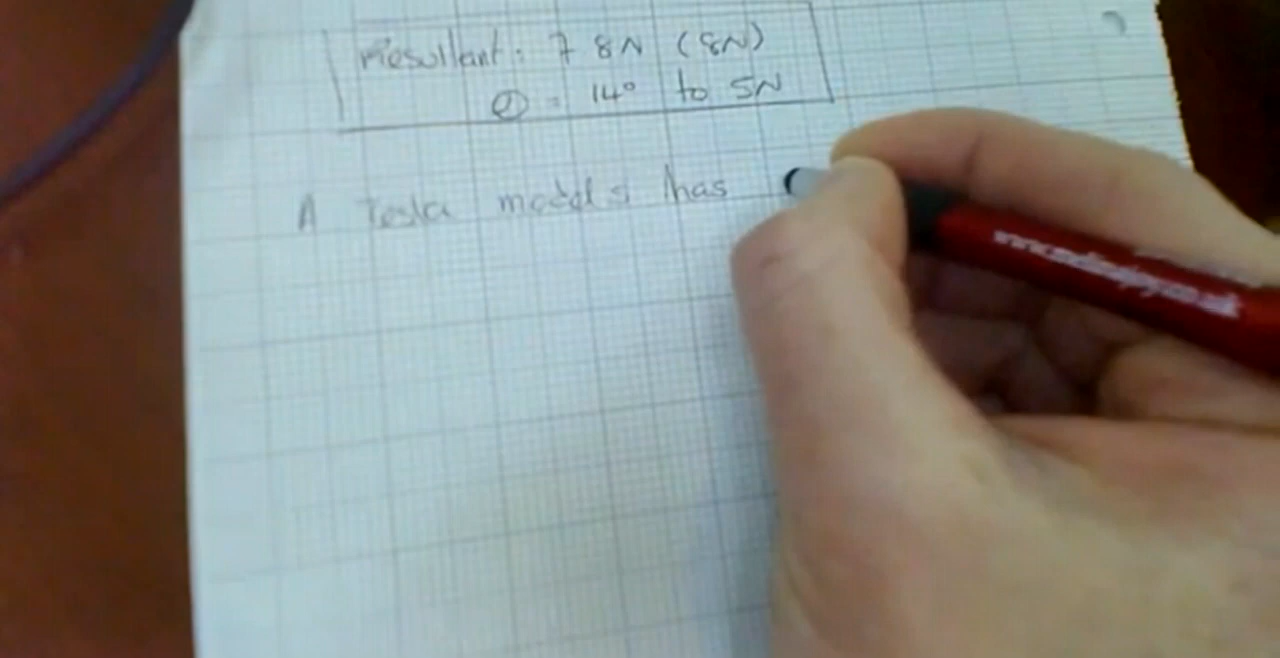 Resultant: 7 8N (8N)
θ = 14° to 5N
A Tesla model S has